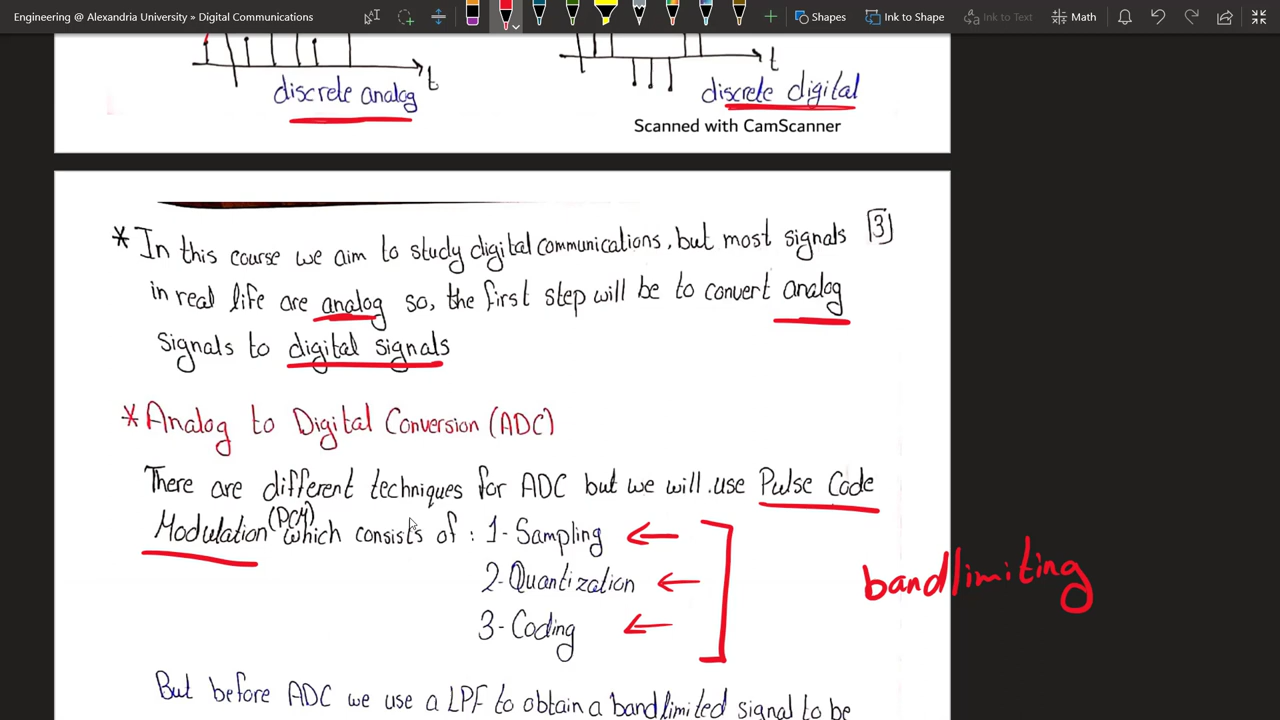 Engineering @ Alexandria University » Digital Communications
Shapes
Ink to Shape
Ink to Text
Math
t
discrete analog
t
discrete digital
Scanned with CamScanner
* In this course we aim to study digital communications, but most signals [3]
in real life are analog so, the first step will be to convert analog
signals to digital signals
* Analog to Digital Conversion (ADC)
There are different techniques for ADC but we will use Pulse Code
Modulation (PCM) which consists of : 1- Sampling
2- Quantization
3- Coding
bandlimiting
But before ADC we use a LPF to obtain a bandlimited signal to be